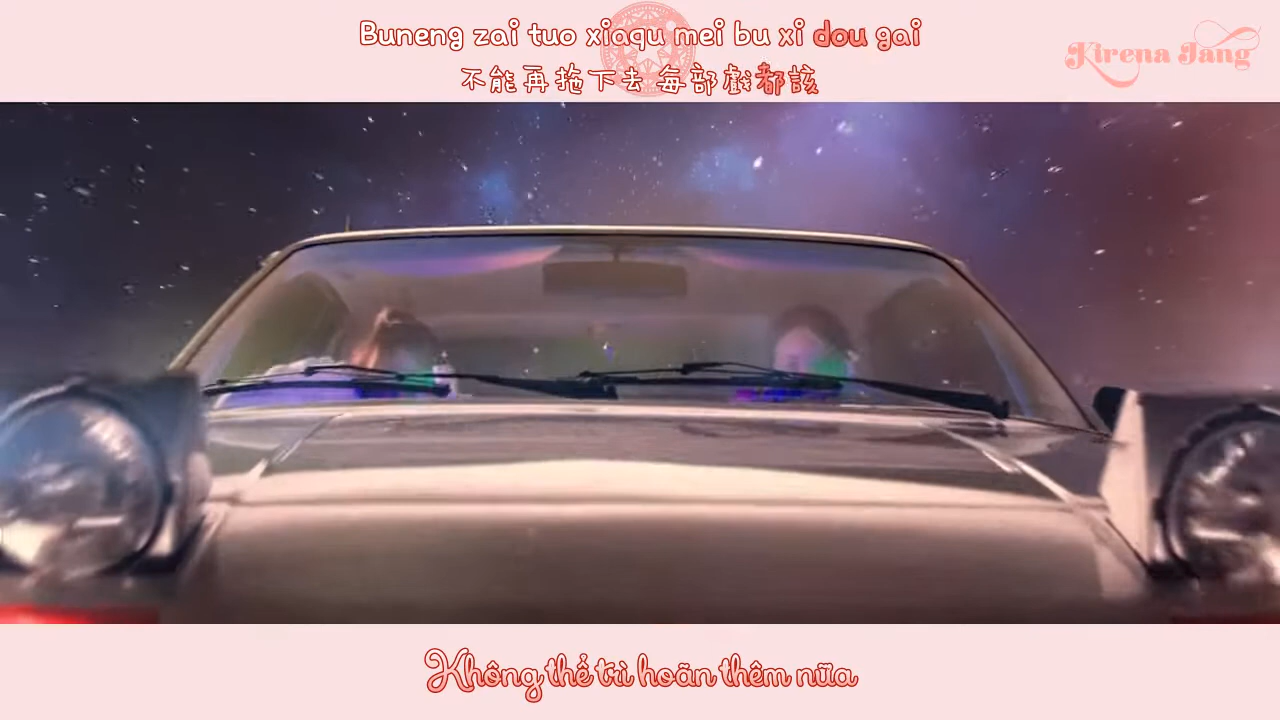 Buneng zai tuo xiaqu mei bu xi dou gai
Kirena Jang
不能再拖下去 每部戲都該
Không thể trì hoãn thêm nữa